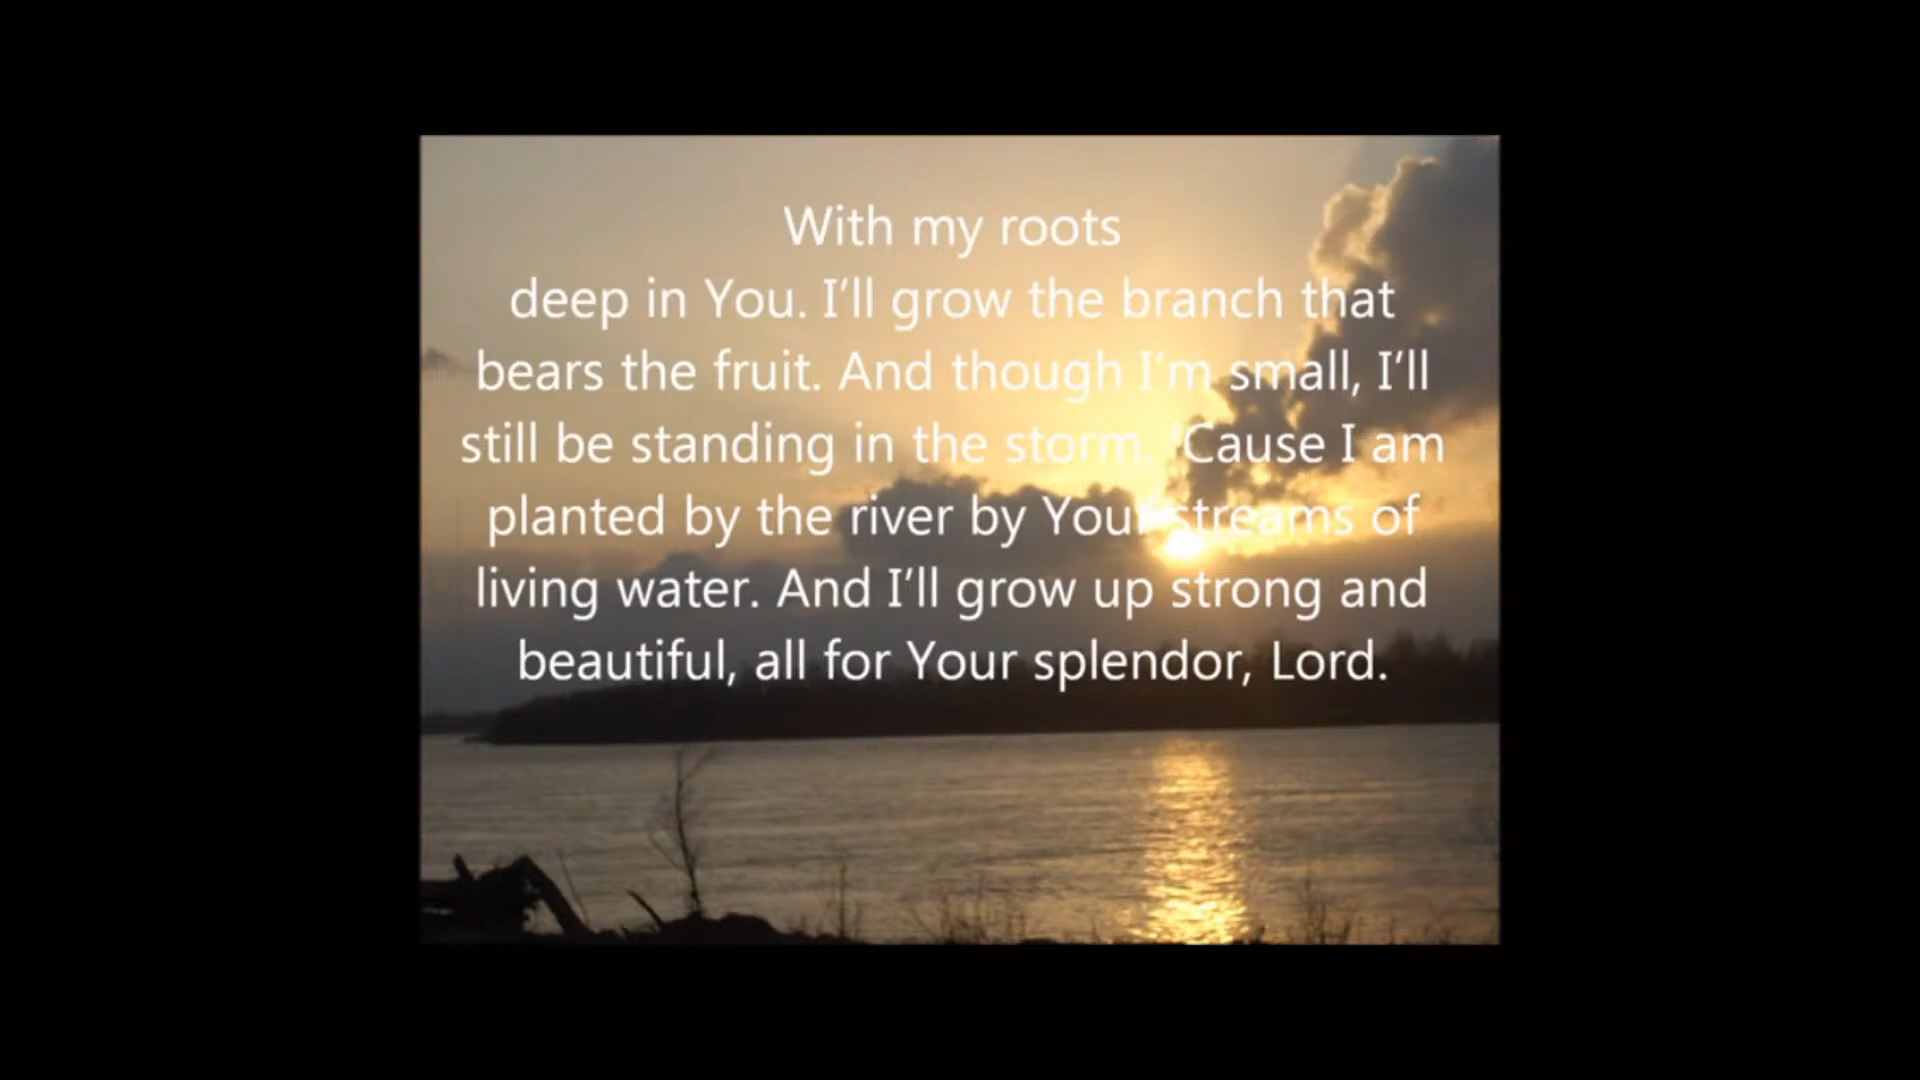 With my roots
deep in You. I'll grow the branch that
bears the fruit. And though I'm small, I'll
still be standing in the storm. 'Cause I am
planted by the river by Your streams of
living water. And I'll grow up strong and
beautiful, all for Your splendor, Lord.